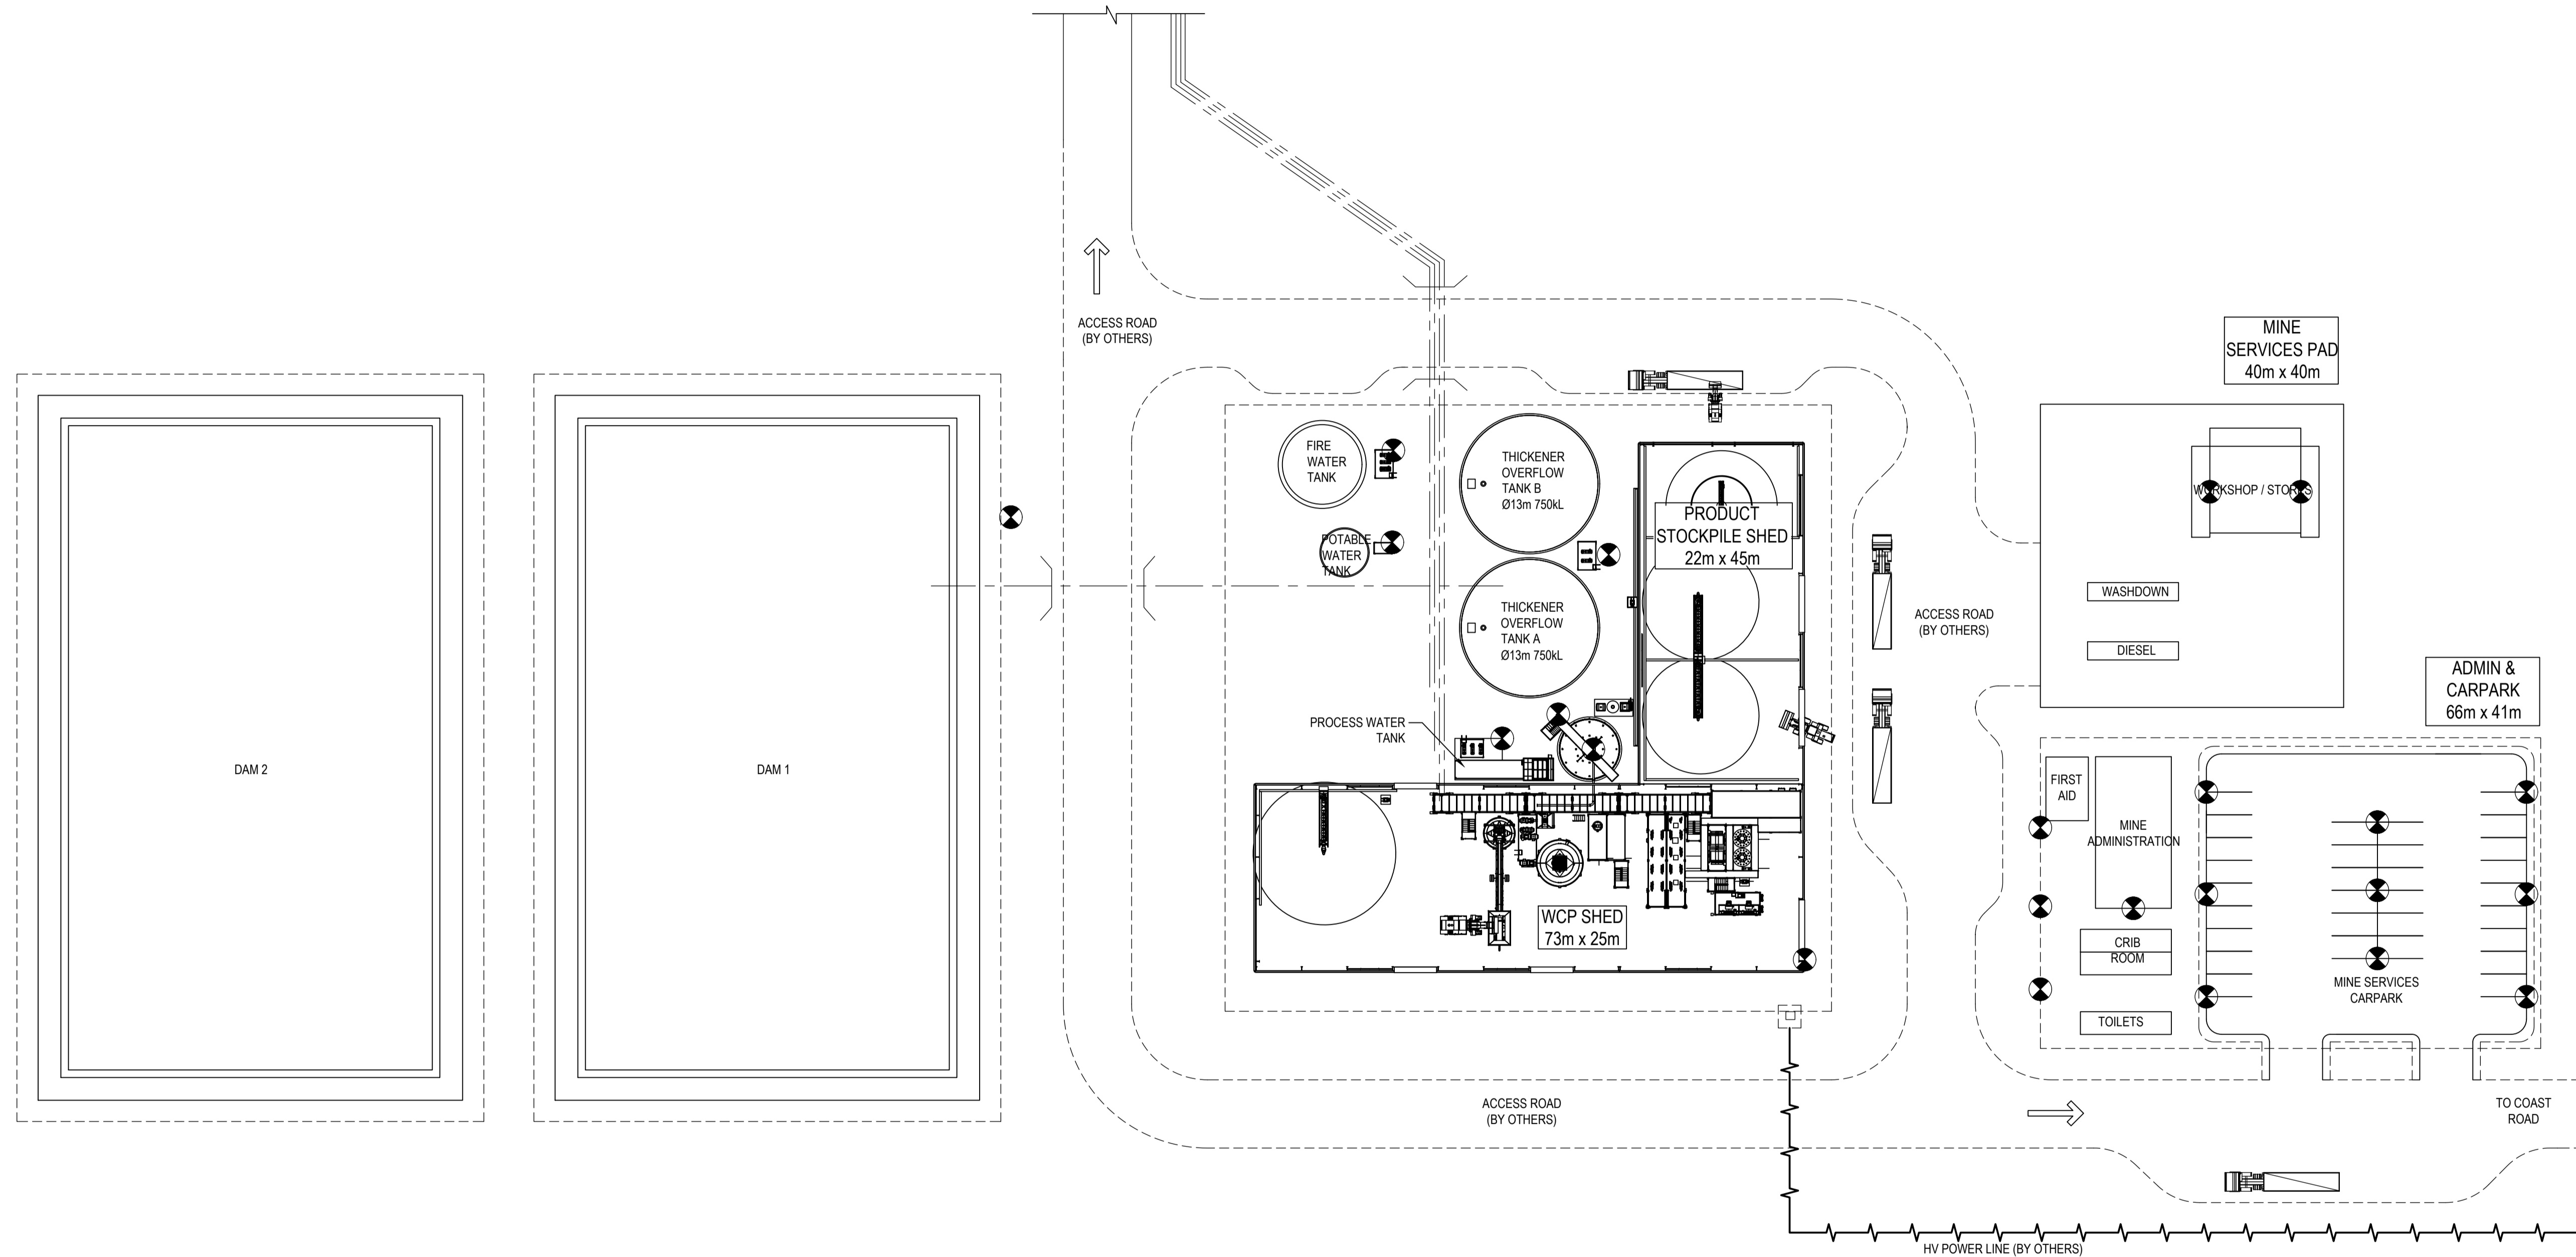 ACCESS ROAD
(BY OTHERS)
MINE
SERVICES PAD
40m x 40m
FIRE
WATER
TANK
THICKENER
OVERFLOW
TANK B
Ø13m 750kL
WORKSHOP / STORES
PRODUCT
STOCKPILE SHED
22m x 45m
POTABLE
WATER
TANK
WASHDOWN
THICKENER
OVERFLOW
TANK A
Ø13m 750kL
ACCESS ROAD
(BY OTHERS)
DIESEL
ADMIN &
CARPARK
66m x 41m
PROCESS WATER
TANK
DAM 2
DAM 1
FIRST
AID
MINE
ADMINISTRATION
WCP SHED
73m x 25m
CRIB
ROOM
MINE SERVICES
CARPARK
TOILETS
ACCESS ROAD
(BY OTHERS)
TO COAST
ROAD
HV POWER LINE (BY OTHERS)